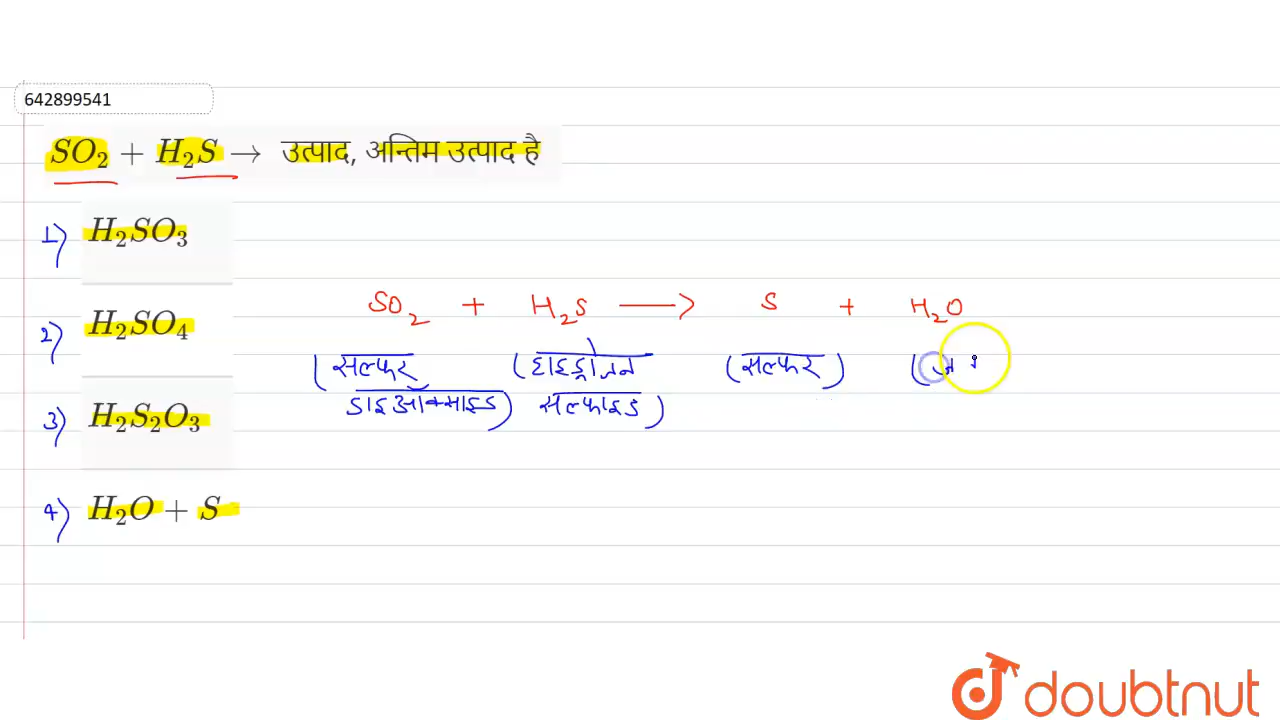 642899541
SO₂ + H₂S → उत्पाद, अन्तिम उत्पाद है
1) H₂SO₃
SO₂ + H₂S → S + H₂O
2) H₂SO₄
(सल्फर (हाइड्रोजन (सल्फर) (ज
डाइऑक्साइड) सल्फाइड)
3) H₂S₂O₃
4) H₂O + S
doubtnut